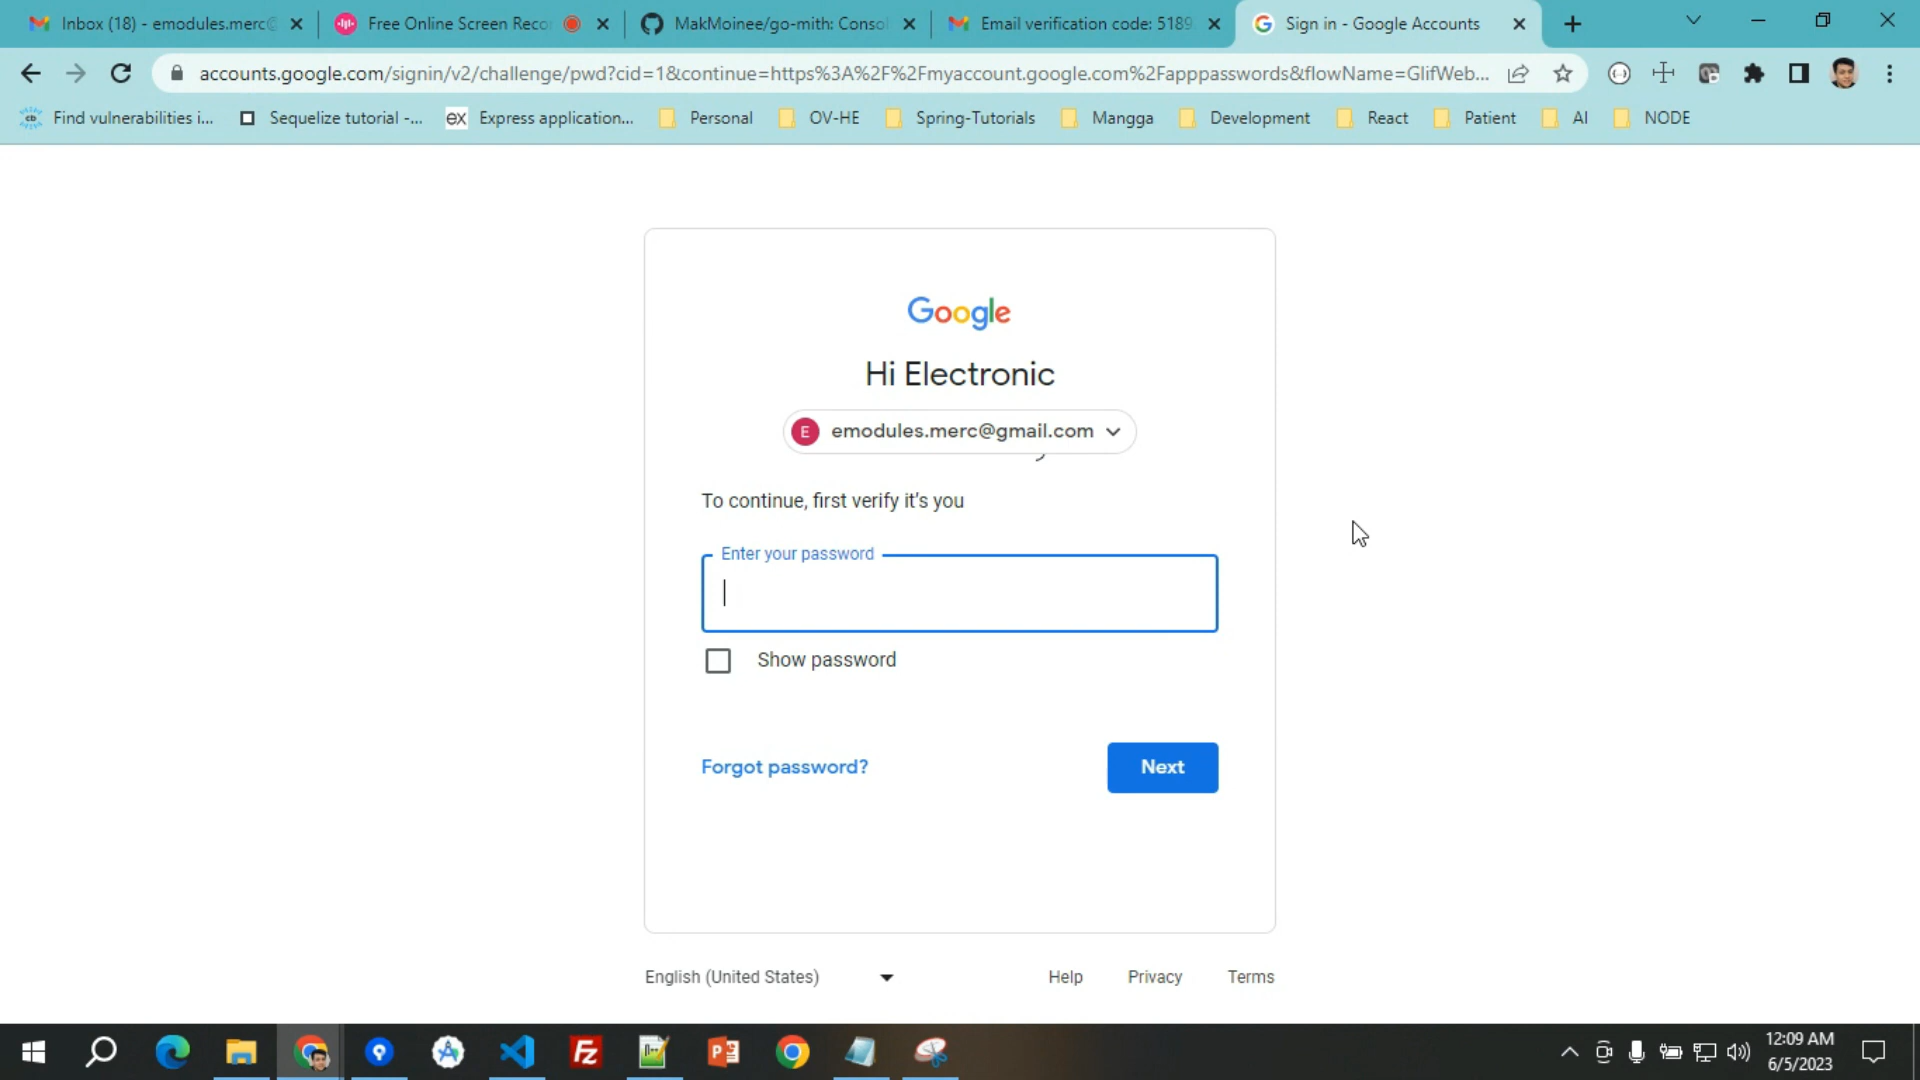 Inbox (18) - emodules.merc@
Free Online Screen Reco
MakMoinee/go-mith: Consol
Email verification code: 5189
Sign in - Google Accounts
accounts.google.com/signin/v2/challenge/pwd?cid=1&continue=https%3A%2F%2Fmyaccount.google.com%2Fapppasswords&flowName=GlifWeb...
Find vulnerabilities i...
Sequelize tutorial -...
ex Express application...
Personal
OV-HE
Spring-Tutorials
Mangga
Development
React
Patient
AI
NODE
Google
Hi Electronic
E emodules.merc@gmail.com
To continue, first verify it's you
Enter your password
Show password
Forgot password?
Next
English (United States)
Help
Privacy
Terms
12:09 AM
6/5/2023